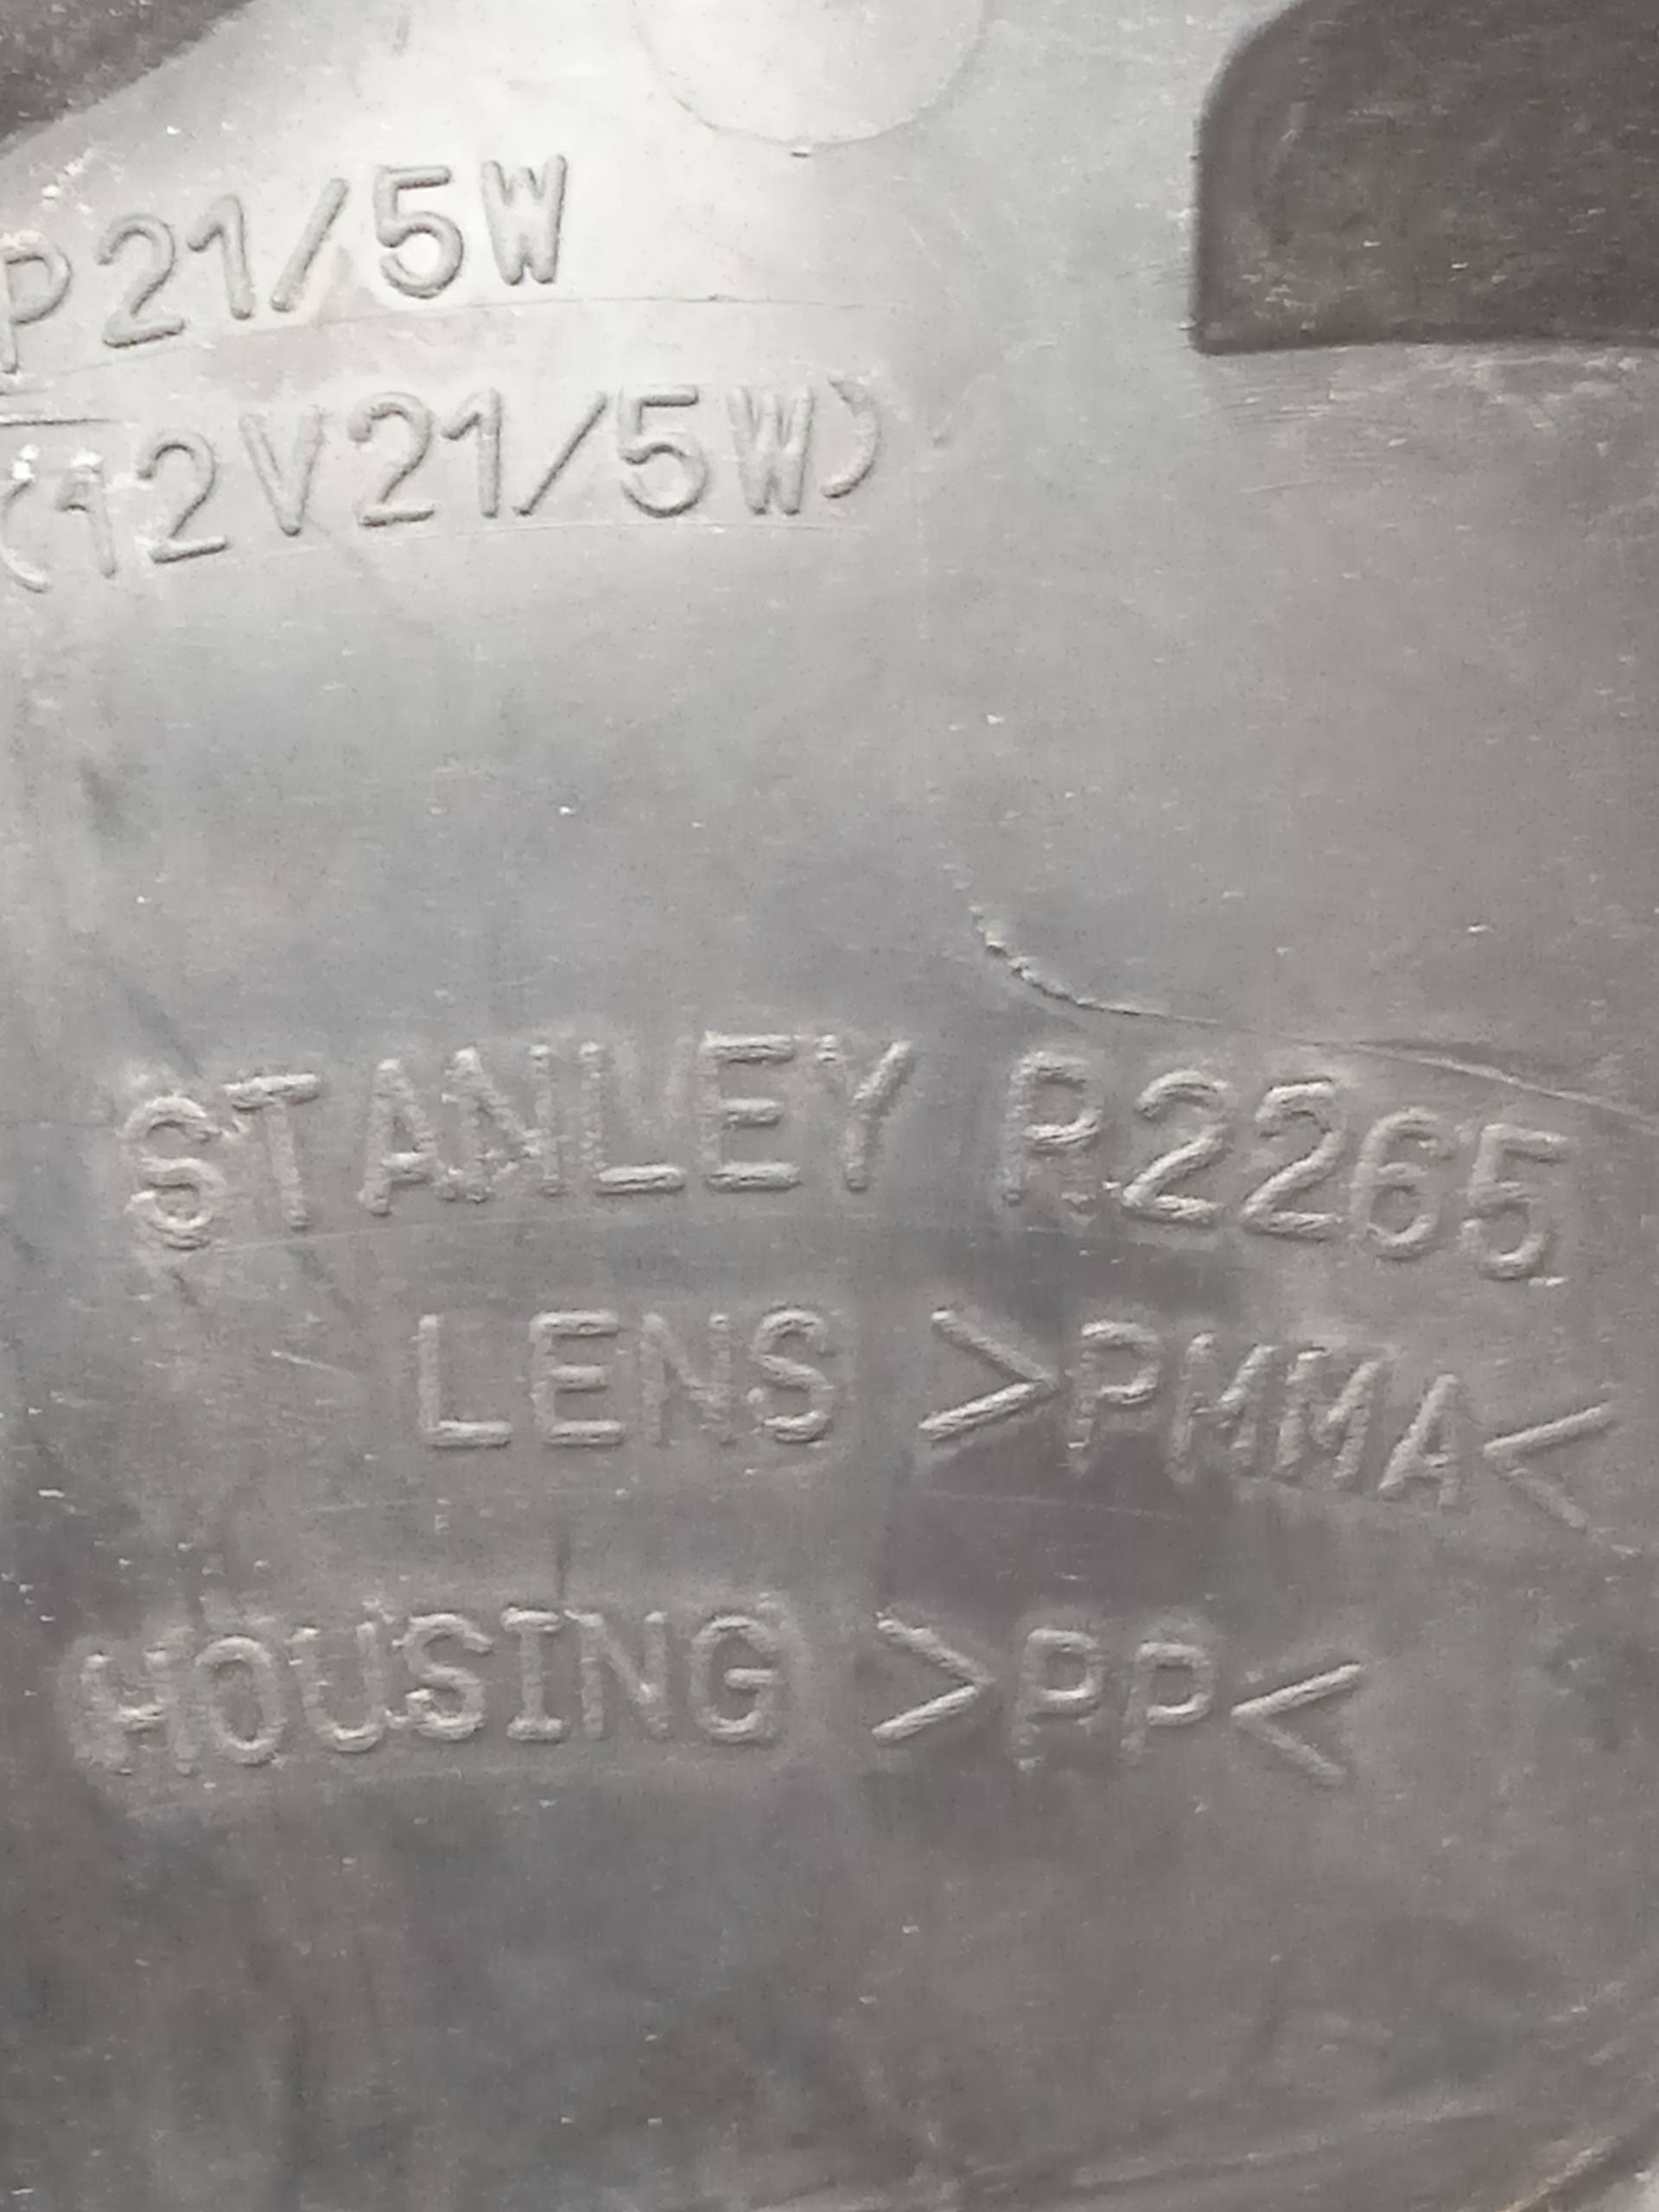 P21/5W
(12V21/5W)
STANLEY R2265
LENS >PMMA<
HOUSING >PP<